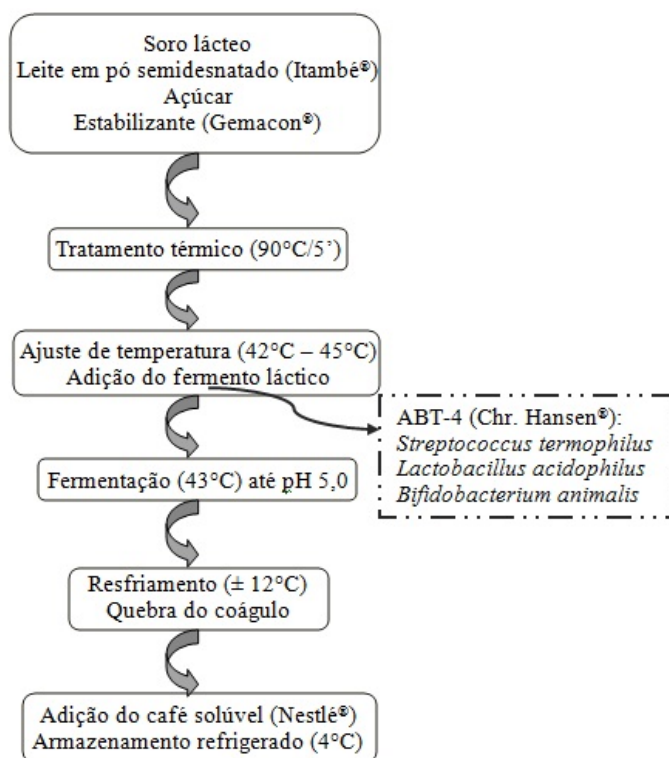 Soro lácteo
Leite em pó semidesnatado (Itambé®)
Açúcar
Estabilizante (Gemacon®)
Tratamento térmico (90°C/5’)
Ajuste de temperatura (42°C – 45°C)
Adição do fermento láctico
ABT-4 (Chr. Hansen®):
Streptococcus termophilus
Lactobacillus acidophilus
Bifidobacterium animalis
Fermentação (43°C) até pH 5,0
Resfriamento (± 12°C)
Quebra do coágulo
Adição do café solúvel (Nestlé®)
Armazenamento refrigerado (4°C)